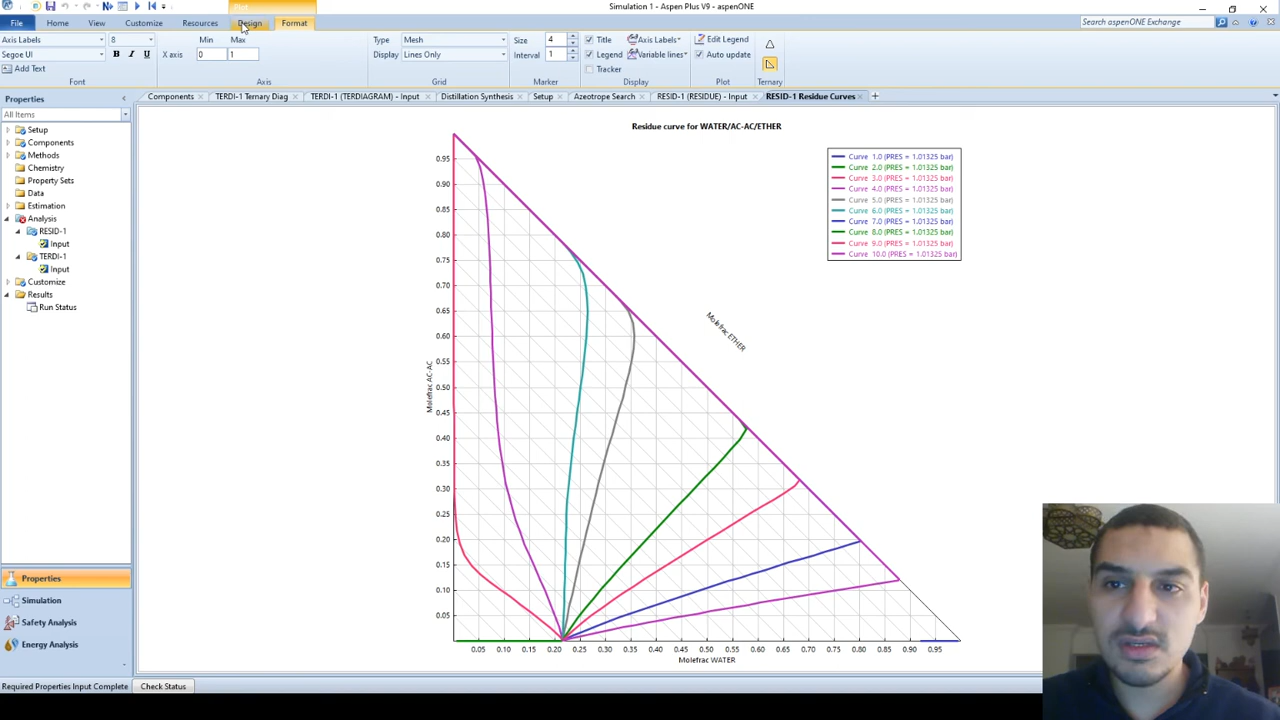 Plot
Simulation 1 - Aspen Plus V9 - aspenONE
File Home View Customize Resources Design Format
Search aspenONE Exchange
Axis Labels 8
Min Max
Type Mesh
Size 4
Title Axis Labels Edit Legend
Segoe UI B I U
X axis 0 1
Display Lines Only
Interval 1
Legend Variable lines Auto update
Add Text
Tracker
Font Axis Grid Marker Display Plot Ternary
Properties
Components TERDI-1 Ternary Diag TERDI-1 (TERDIAGRAM) - Input Distillation Synthesis Setup Azeotrope Search RESID-1 (RESIDUE) - Input RESID-1 Residue Curves
All Items
Setup
Components
Methods
Chemistry
Property Sets
Data
Estimation
Analysis
RESID-1
Input
TERDI-1
Input
Customize
Results
Run Status
Properties
Simulation
Safety Analysis
Energy Analysis
Residue curve for WATER/AC-AC/ETHER
Curve 1.0 (PRES = 1.01325 bar)
Curve 2.0 (PRES = 1.01325 bar)
Curve 3.0 (PRES = 1.01325 bar)
Curve 4.0 (PRES = 1.01325 bar)
Curve 5.0 (PRES = 1.01325 bar)
Curve 6.0 (PRES = 1.01325 bar)
Curve 7.0 (PRES = 1.01325 bar)
Curve 8.0 (PRES = 1.01325 bar)
Curve 9.0 (PRES = 1.01325 bar)
Curve 10.0 (PRES = 1.01325 bar)
0.95
0.90
0.85
0.80
0.75
0.70
0.65
0.60
0.55
0.50
0.45
0.40
0.35
0.30
0.25
0.20
0.15
0.10
0.05
Molefrac AC-AC
Molefrac ETHER
0.05 0.10 0.15 0.20 0.25 0.30 0.35 0.40 0.45 0.50 0.55 0.60 0.65 0.70 0.75 0.80 0.85 0.90 0.95
Molefrac WATER
Required Properties Input Complete Check Status